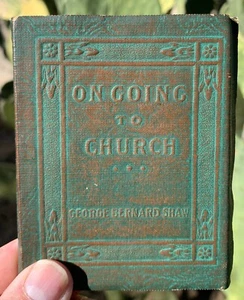 ON GOING
TO
CHURCH
GEORGE BERNARD SHAW